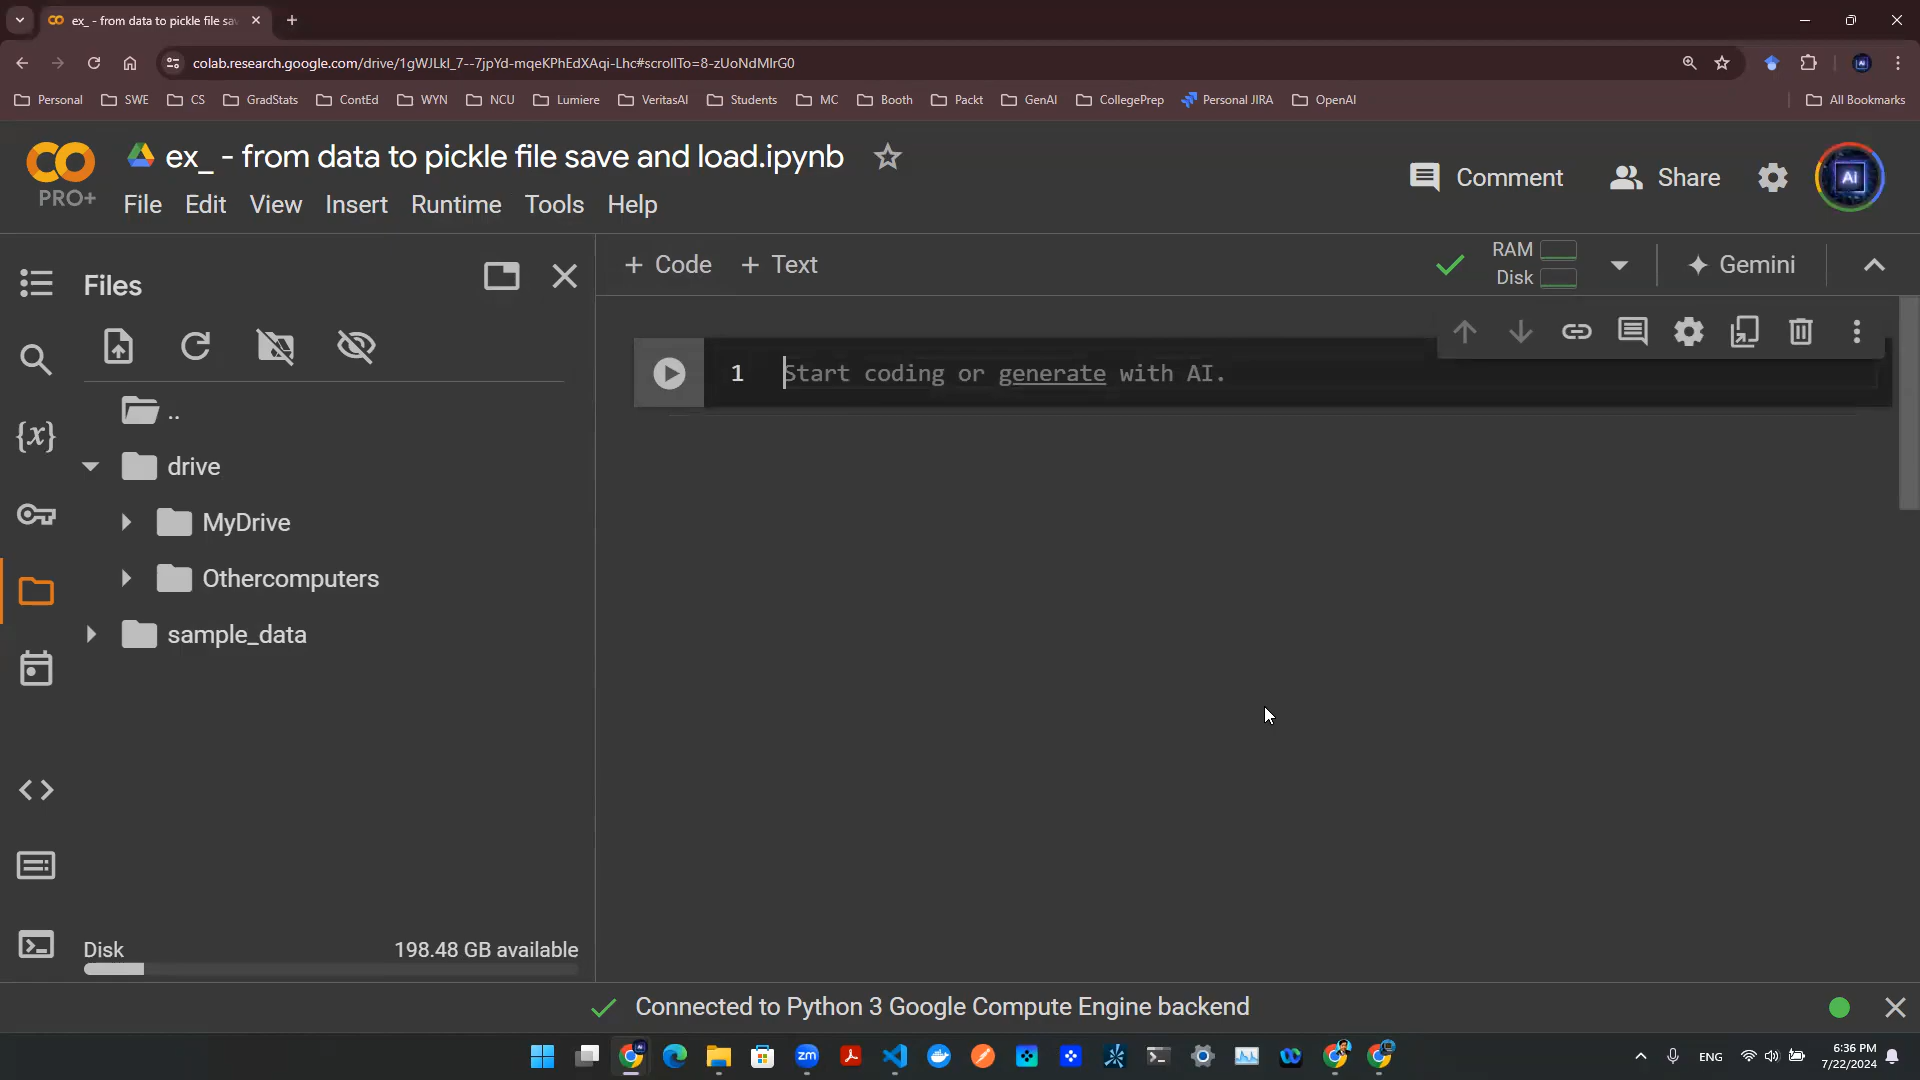 ex_ - from data to pickle file sav
colab.research.google.com/drive/1gWJLkI_7--7jpYd-mqeKPhEdXAqi-Lhc#scrollTo=8-zUoNdMIrG0
Personal SWE CS GradStats ContEd WYN NCU Lumiere VeritasAI Students MC Booth Packt GenAI CollegePrep Personal JIRA OpenAI All Bookmarks
ex_ - from data to pickle file save and load.ipynb
PRO+
File Edit View Insert Runtime Tools Help
Comment Share AI
Files
+ Code + Text
RAM
Disk
Gemini
1 Start coding or generate with AI.
..
drive
MyDrive
Othercomputers
sample_data
{x}
Disk 198.48 GB available
Connected to Python 3 Google Compute Engine backend
zm
ENG
6:36 PM
7/22/2024